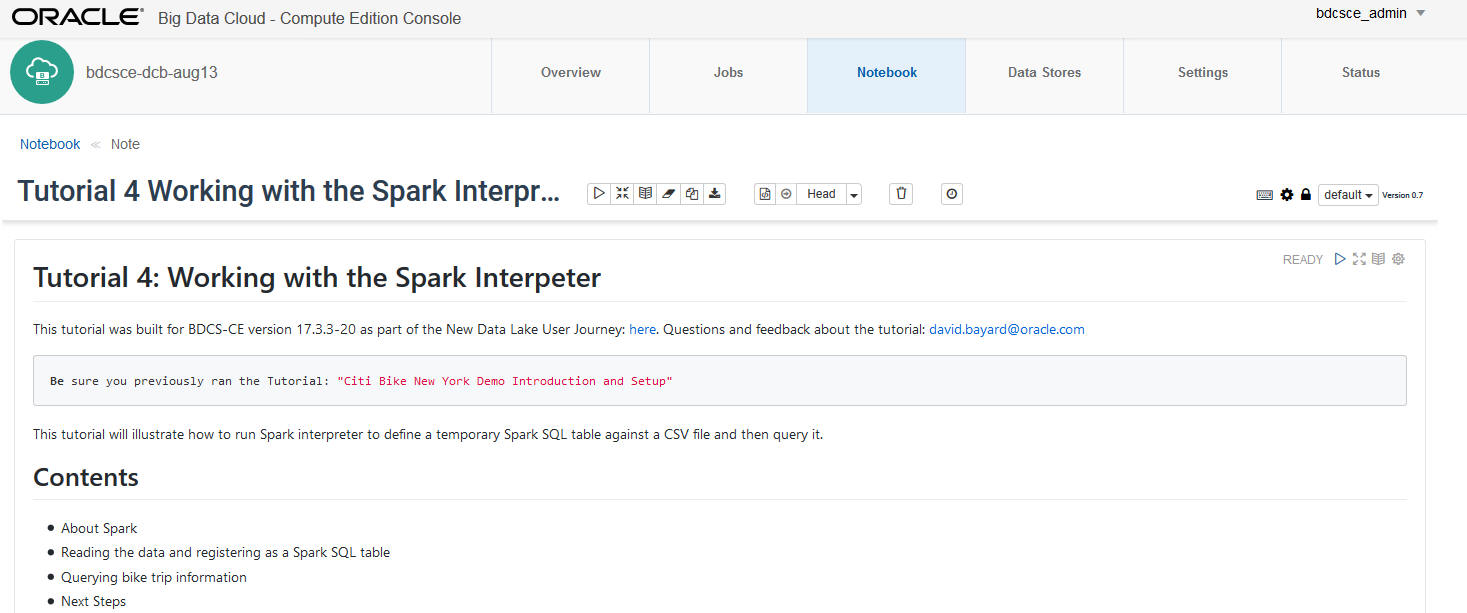 ORACLE Big Data Cloud - Compute Edition Console bdcsce_admin
bdcsce-dcb-aug13 Overview Jobs Notebook Data Stores Settings Status
Notebook ≪ Note
Tutorial 4 Working with the Spark Interpr... Head default Version 0.7
READY
Tutorial 4: Working with the Spark Interpeter
This tutorial was built for BDCS-CE version 17.3.3-20 as part of the New Data Lake User Journey: here. Questions and feedback about the tutorial: david.bayard@oracle.com
Be sure you previously ran the Tutorial: "Citi Bike New York Demo Introduction and Setup"
This tutorial will illustrate how to run Spark interpreter to define a temporary Spark SQL table against a CSV file and then query it.
Contents
• About Spark
• Reading the data and registering as a Spark SQL table
• Querying bike trip information
• Next Steps